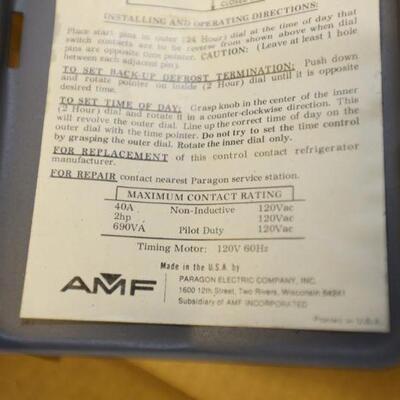 CLOSED
INSTALLING AND OPERATING DIRECTIONS:
Place start pins in outer (24 Hour) dial at the time of day that
switch contacts are to be reverse from shown above when dial
pins are opposite time pointer. CAUTION: (Leave at least 1 hole
between each adjacent pin).
TO SET BACK-UP DEFROST TERMINATION: Push down
and rotate pointer on inside (2 Hour) dial until it is opposite
desired time.
TO SET TIME OF DAY: Grasp knob in the center of the inner
(2 Hour) dial and rotate it in a counter-clockwise direction. This
will revolve the outer dial. Line up the correct time of day on the
outer dial with the time pointer. Do not try to set the time control
by grasping the outer dial. Rotate the inner dial only.
FOR REPLACEMENT of this control contact refrigerator
manufacturer.
FOR REPAIR contact nearest Paragon service station.
MAXIMUM CONTACT RATING
40A Non-Inductive 120Vac
2hp 120Vac
690VA Pilot Duty 120Vac
Timing Motor: 120V 60Hz
Made in the U.S.A. by
AMF PARAGON ELECTRIC COMPANY, INC.
1600 12th Street, Two Rivers, Wisconsin 54241
Subsidiary of AMF INCORPORATED
Printed in U.S.A.